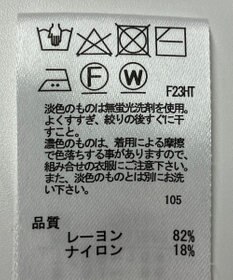 F W
F23HT
淡色のものは無蛍光洗剤を使用。
よくすすぎ、絞りの後すぐに干
すこと。
濃色のものは、着用による摩擦
で色落ちする事がありますので、
組み合せの衣服にご注意下さい。
また、淡色のものとは別にお洗
い下さい。
105
品質
レーヨン 82%
ナイロン 18%